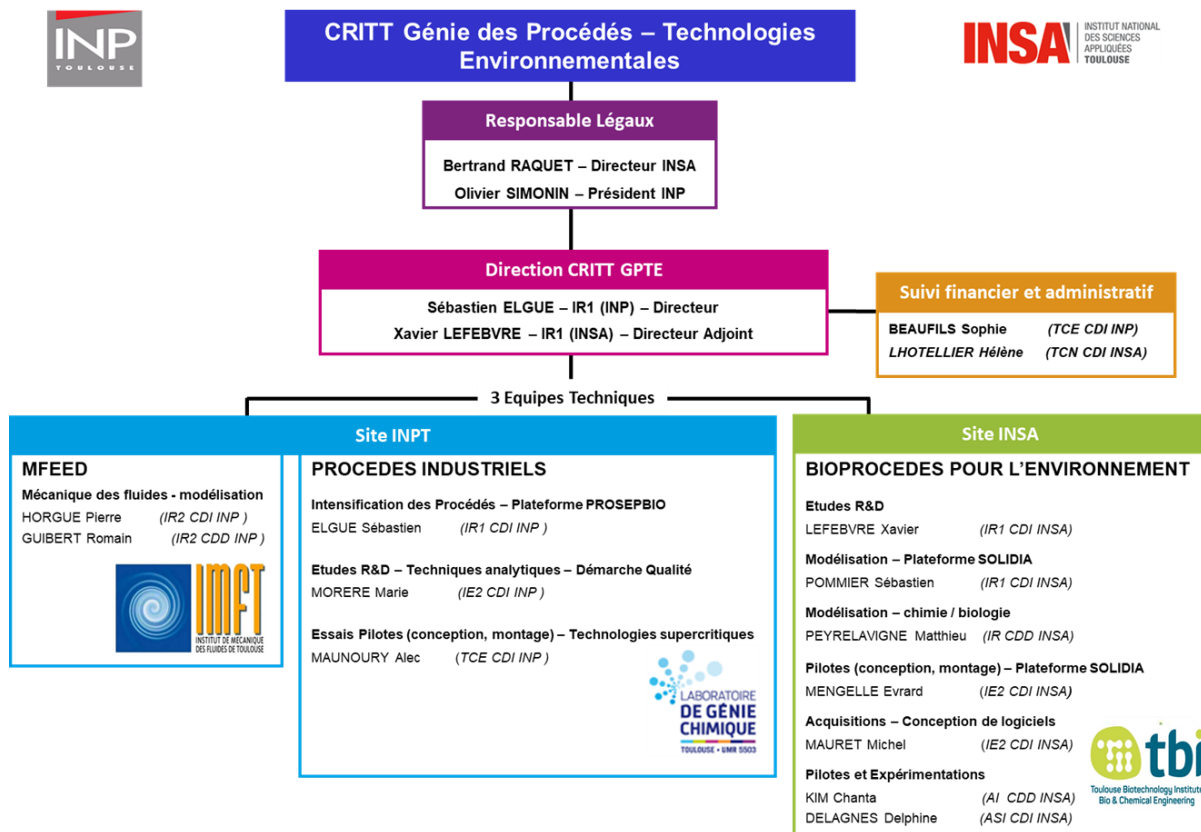 INP
TOULOUSE
CRITT Génie des Procédés – Technologies
Environnementales
INSA
INSTITUT NATIONAL
DES SCIENCES
APPLIQUÉES
TOULOUSE
Responsable Légaux
Bertrand RAQUET – Directeur INSA
Olivier SIMONIN – Président INP
Direction CRITT GPTE
Sébastien ELGUE – IR1 (INP) – Directeur
Xavier LEFEBVRE – IR1 (INSA) – Directeur Adjoint
Suivi financier et administratif
BEAUFILS Sophie (TCE CDI INP)
LHOTELLIER Hélène (TCN CDI INSA)
3 Equipes Techniques
Site INPT
MFEED
Mécanique des fluides - modélisation
HORGUE Pierre (IR2 CDI INP )
GUIBERT Romain (IR2 CDD INP )
IMFT
INSTITUT DE MÉCANIQUE
DES FLUIDES DE TOULOUSE
PROCEDES INDUSTRIELS
Intensification des Procédés – Plateforme PROSEPBIO
ELGUE Sébastien (IR1 CDI INP )
Etudes R&D – Techniques analytiques – Démarche Qualité
MORERE Marie (IE2 CDI INP )
Essais Pilotes (conception, montage) – Technologies supercritiques
MAUNOURY Alec (TCE CDI INP )
LABORATOIRE
DE GÉNIE
CHIMIQUE
TOULOUSE • UMR 5503
Site INSA
BIOPROCEDES POUR L'ENVIRONNEMENT
Etudes R&D
LEFEBVRE Xavier (IR1 CDI INSA)
Modélisation – Plateforme SOLIDIA
POMMIER Sébastien (IR1 CDI INSA)
Modélisation – chimie / biologie
PEYRELAVIGNE Matthieu (IR CDD INSA)
Pilotes (conception, montage) – Plateforme SOLIDIA
MENGELLE Evrard (IE2 CDI INSA)
Acquisitions – Conception de logiciels
MAURET Michel (IE2 CDI INSA)
Pilotes et Expérimentations
KIM Chanta (AI CDD INSA)
DELAGNES Delphine (ASI CDI INSA)
tbi
Toulouse Biotechnology Institute
Bio & Chemical Engineering